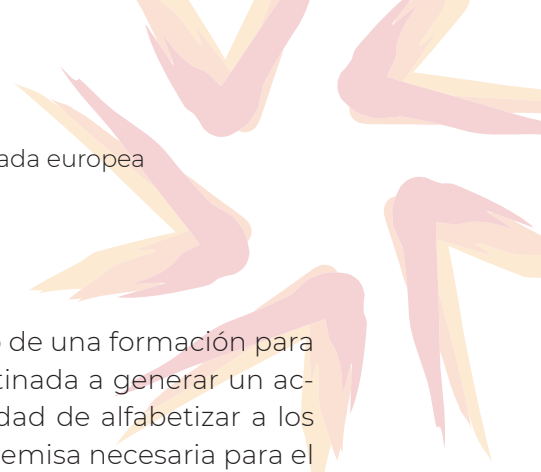 ada europea
de una formación para
tinada a generar un ac-
dad de alfabetizar a los
emisa necesaria para el